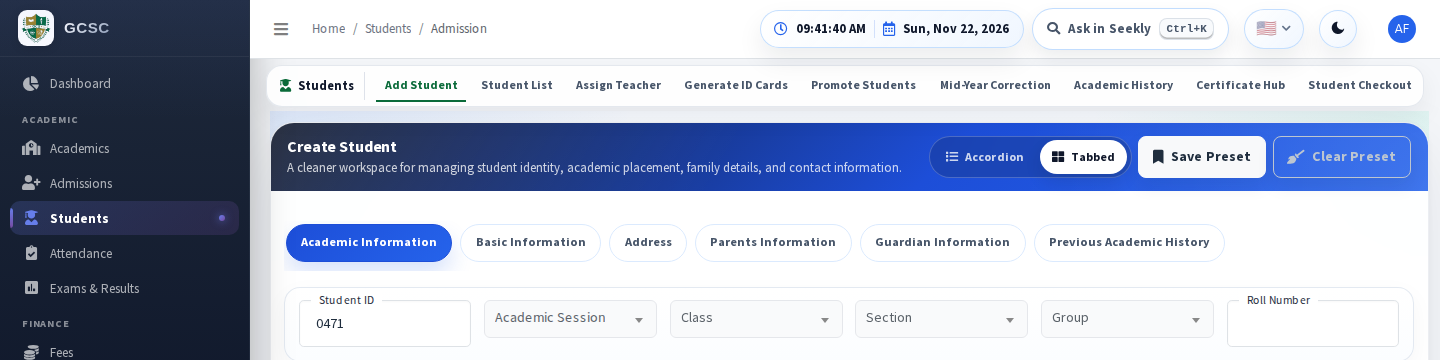 GCSC
Home / Students / Admission
09:41:40 AM
Sun, Nov 22, 2026
Ask in Seekly Ctrl+K
AF
Dashboard
ACADEMIC
Academics
Admissions
Students
Attendance
Exams & Results
FINANCE
Fees
Students
Add Student
Student List
Assign Teacher
Generate ID Cards
Promote Students
Mid-Year Correction
Academic History
Certificate Hub
Student Checkout
Create Student
A cleaner workspace for managing student identity, academic placement, family details, and contact information.
Accordion
Tabbed
Save Preset
Clear Preset
Academic Information
Basic Information
Address
Parents Information
Guardian Information
Previous Academic History
Student ID
0471
Academic Session
Class
Section
Group
Roll Number